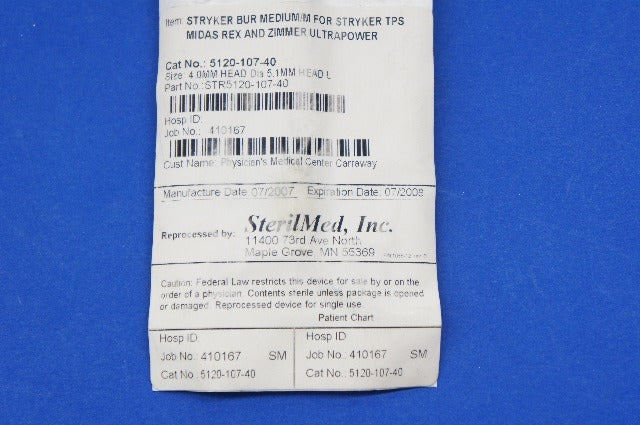 Item: STRYKER BUR MEDIUM/M FOR STRYKER TPS
MIDAS REX AND ZIMMER ULTRAPOWER
Cat No.: 5120-107-40
Size: 4.0MM HEAD Dia 5.1MM HEAD L
Part No.:STR5120-107-40
Hosp ID:
Job No.: 410167
Cust Name: Physician's Medical Center Carraway
Manufacture Date: 07/2007 Expiration Date: 07/2008
Reprocessed by: SterilMed, Inc.
11400 73rd Ave North
Maple Grove, MN 55369
Caution: Federal Law restricts this device for sale by or on the
order of a physician. Contents sterile unless package is opened
or damaged. Reprocessed device for single use.
Patient Chart
Hosp ID: Hosp ID:
Job No.: 410167 SM Job No.: 410167 SM
Cat No.: 5120-107-40 Cat No.: 5120-107-40